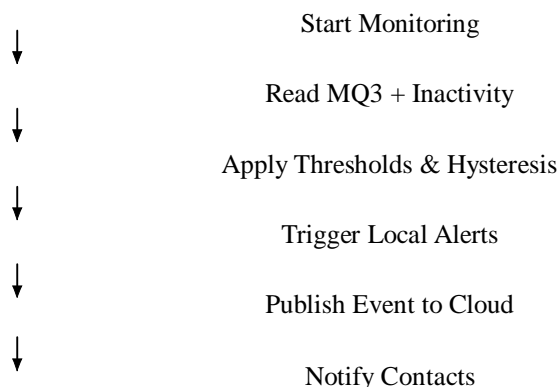 Start Monitoring
Read MQ3 + Inactivity
Apply Thresholds & Hysteresis
Trigger Local Alerts
Publish Event to Cloud
Notify Contacts